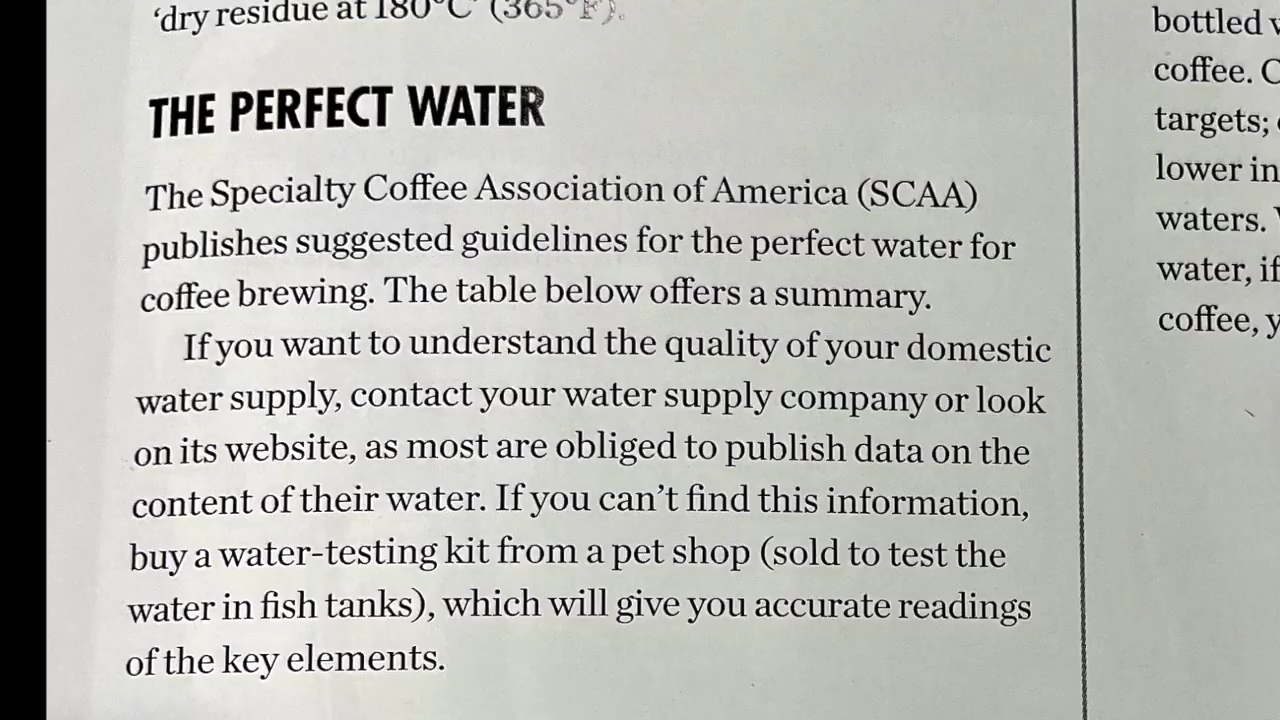 ‘dry residue at 180°C’ (365°F).
THE PERFECT WATER
The Specialty Coffee Association of America (SCAA)
publishes suggested guidelines for the perfect water for
coffee brewing. The table below offers a summary.
If you want to understand the quality of your domestic
water supply, contact your water supply company or look
on its website, as most are obliged to publish data on the
content of their water. If you can’t find this information,
buy a water-testing kit from a pet shop (sold to test the
water in fish tanks), which will give you accurate readings
of the key elements.
bottled
coffee.
targets;
lower in
waters.
water, if
coffee,